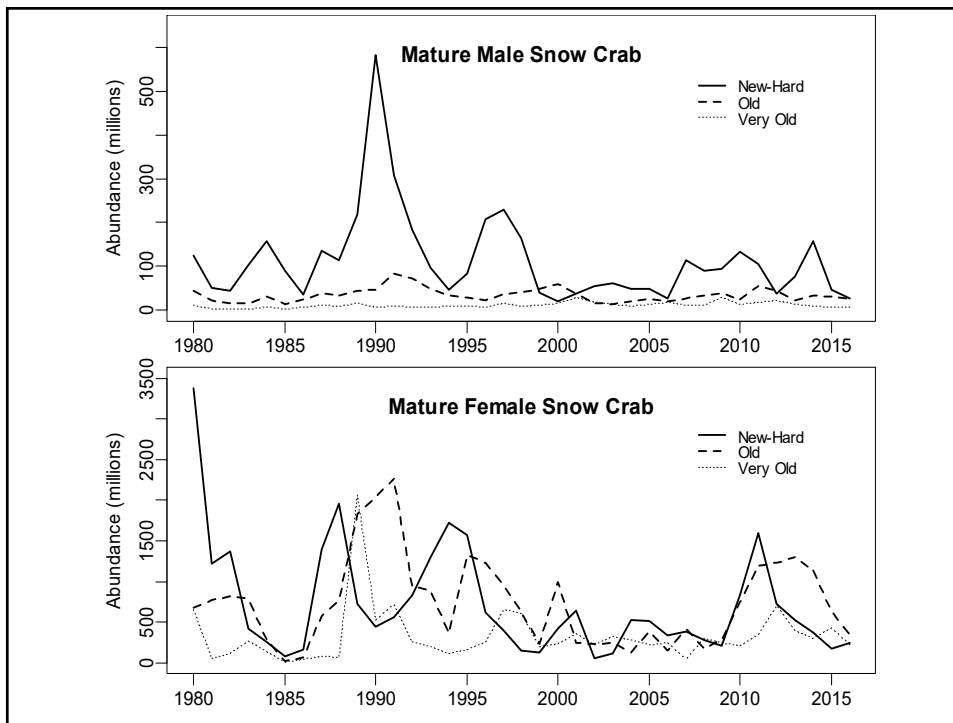 Mature Male Snow Crab
New-Hard
Old
Very Old
Abundance (millions)
500
300
100
0
1980 1985 1990 1995 2000 2005 2010 2015
Mature Female Snow Crab
New-Hard
Old
Very Old
Abundance (millions)
3500
2500
1500
500
0
1980 1985 1990 1995 2000 2005 2010 2015